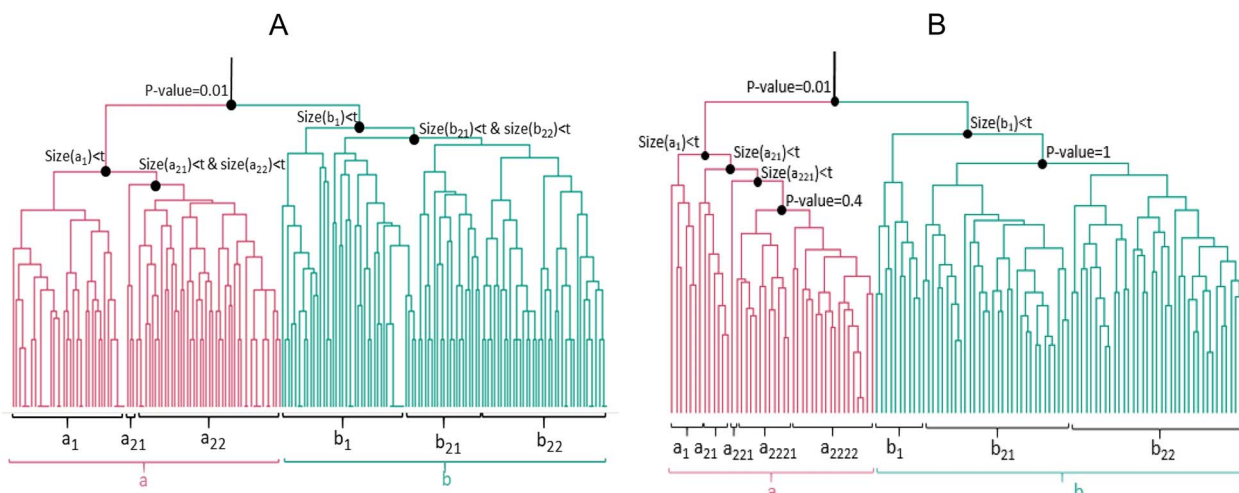 A
P-value=0.01
Size(b₁)<t
Size(b₂₁)<t & size(b₂₂)<t
Size(a₁)<t
Size(a₂₁)<t & size(a₂₂)<t
a₁
a₂₁
a₂₂
b₁
b₂₁
b₂₂
a
b
B
P-value=0.01
Size(b₁)<t
Size(a₁)<t
Size(a₂₁)<t
P-value=1
Size(a₂₂₁)<t
P-value=0.4
a₁
a₂₁
a₂₂₁
a₂₂₂₁
a₂₂₂₂
b₁
b₂₁
b₂₂
a
b